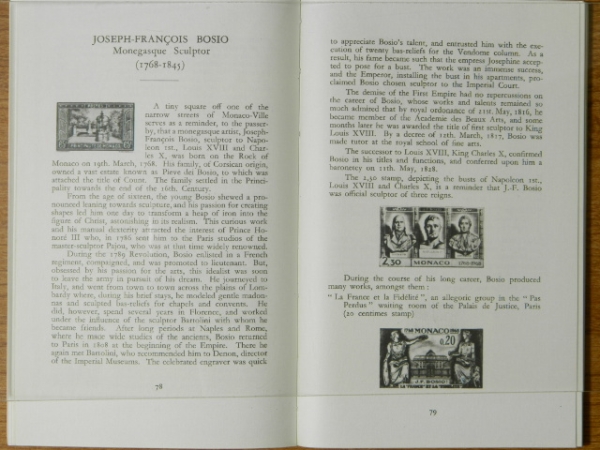 JOSEPH-FRANÇOIS BOSIO
Monegasque Sculptor
(1768-1845)
A tiny square off one of the
narrow streets of Monaco-Ville
serves as a reminder, to the passer-
by, that a monegasque artist, Joseph-
François Bosio, sculptor to Napo-
leon 1st., Louis XVIII and Char-
les X, was born on the Rock of
Monaco on 19th. March, 1768. His family, of Corsican origin,
owned a vast estate known as Pieve dei Bosio, to which was
attached the title of Count. The family settled in the Princi-
pality towards the end of the 16th. Century.
From the age of sixteen, the young Bosio shewed a pro-
nounced leaning towards sculpture, and his passion for creating
shapes led him one day to transform a heap of iron into the
figure of Christ, astonishing in its realism. This curious work
and his manual dexterity attracted the interest of Prince Ho-
noré III who, in 1786 sent him to the Paris studios of the
master-sculptor Pajou, who was at that time widely renowned.
During the 1789 Revolution, Bosio enlisted in a French
regiment, compaigned, and was promoted to lieutenant. But,
obsessed by his passion for the arts, this idealist was soon
to leave the army in pursuit of his dream. He journeyed to
Italy, and went from town to town across the plains of Lom-
bardy where, during his brief stays, he modeled gentle madon-
nas and sculpted bas-reliefs for chapels and convents. He
did, however, spend several years in Florence, and worked
under the influence of the sculptor Bartolini with whom he
became friends. After long periods at Naples and Rome,
where he made wide studies of the ancients, Bosio returned
to Paris in 1808 at the beginning of the Empire. There he
again met Bartolini, who recommended him to Denon, director
of the Imperial Museums. The celebrated engraver was quick
78
to appreciate Bosio's talent, and entrusted him with the exe-
cution of twenty bas-reliefs for the Vendome column. As a
result, his fame became such that the empress Josephine accep-
ted to pose for a bust. The work was an immense success,
and the Emperor, installing the bust in his apartments, pro-
claimed Bosio sculptor to the Imperial Court.
The demise of the First Empire had no repercussions on
the career of Bosio, whose works and talents remained so
much admired that by royal ordonance of 21st. May, 1816, he
became member of the Academie des Beaux Arts, and some
months later he was awarded the title of first sculptor to King
Louis XVIII. By a decree of 12th. March, 1817, Bosio was
made tutor at the royal school of fine arts.
The successor to Louis XVIII, King Charles X, confirmed
Bosio in his titles and functions, and conferred upon him a
baronetcy on 11th. May, 1828.
The 2,30 stamp, depicting the busts of Napoleon 1st.,
Louis XVIII and Charles X, is a reminder that J.-F. Bosio
was official sculptor of three reigns.
2,30 MONACO
During the course of his long career, Bosio produced
many works, amongst them :
“ La France et la Fidélité ”, an allegoric group in the “ Pas
Perdus ” waiting room of the Palais de Justice, Paris
(20 centimes stamp)
MONACO
0,20
J.F. BOSIO
LA FRANCE ET LA FIDELITE
79